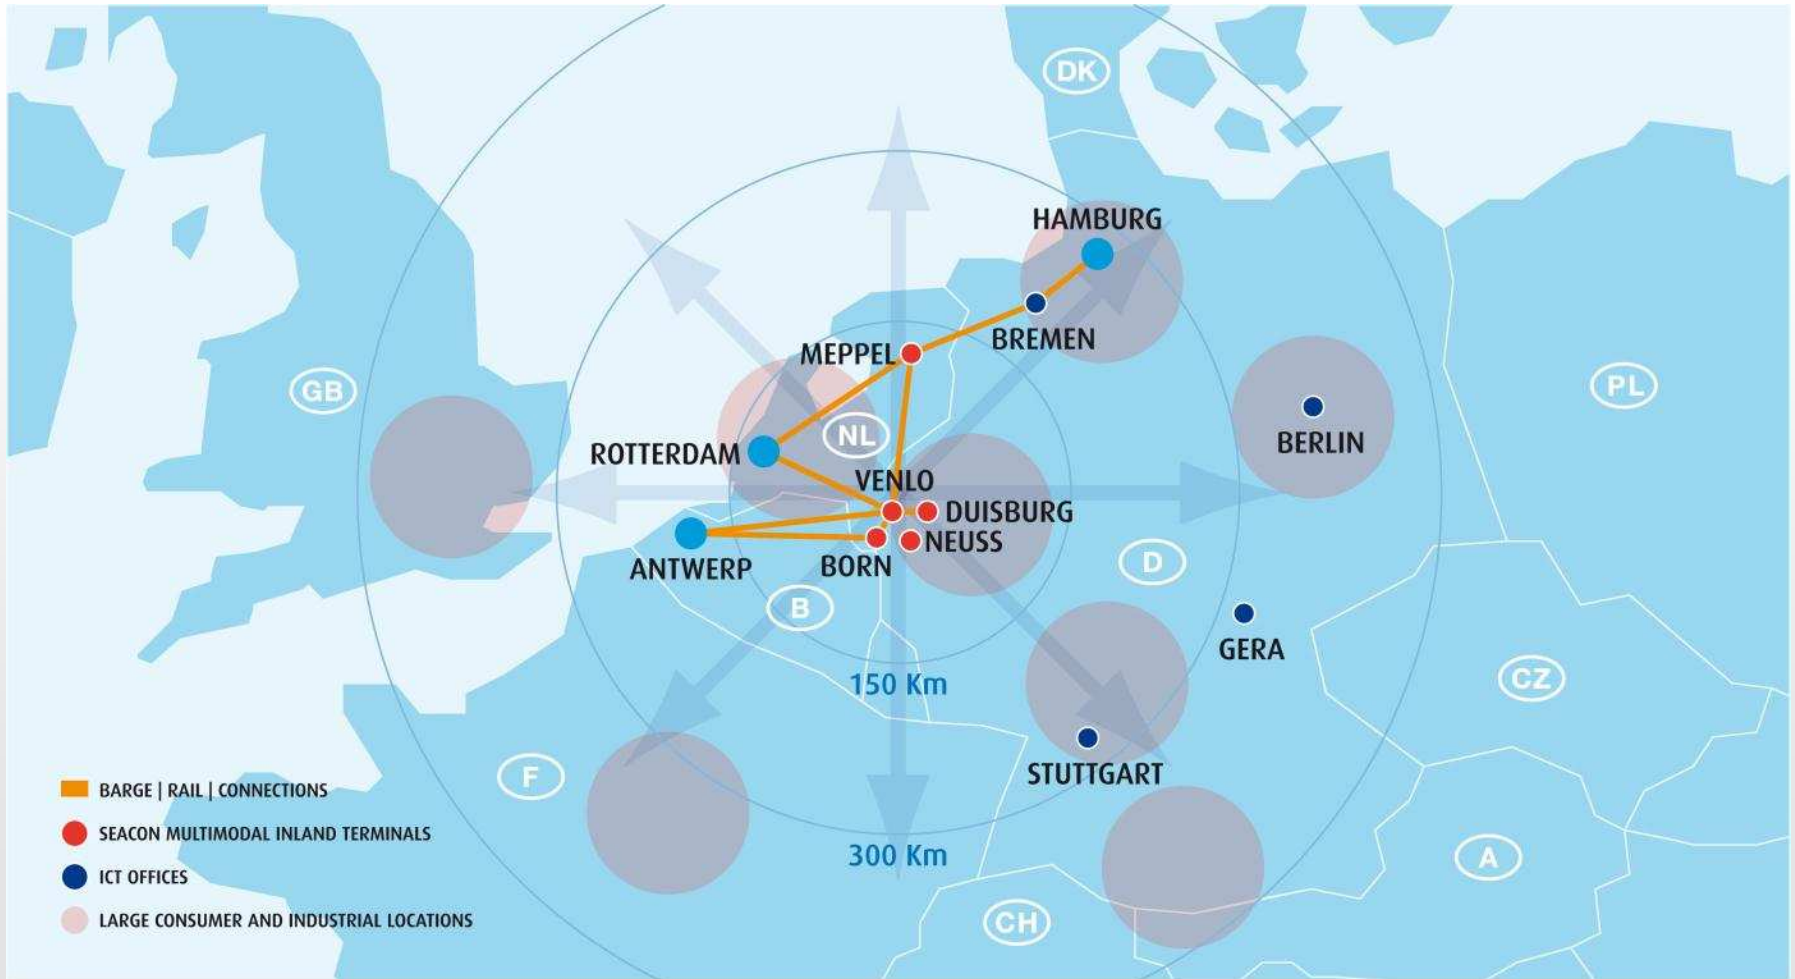 DK
HAMBURG
BREMEN
MEPPEL
GB
PL
NL
BERLIN
ROTTERDAM
VENLO
DUISBURG
NEUSS
ANTWERP
BORN
D
B
GERA
150 Km
CZ
F
STUTTGART
300 Km
A
CH
BARGE | RAIL | CONNECTIONS
SEACON MULTIMODAL INLAND TERMINALS
ICT OFFICES
LARGE CONSUMER AND INDUSTRIAL LOCATIONS